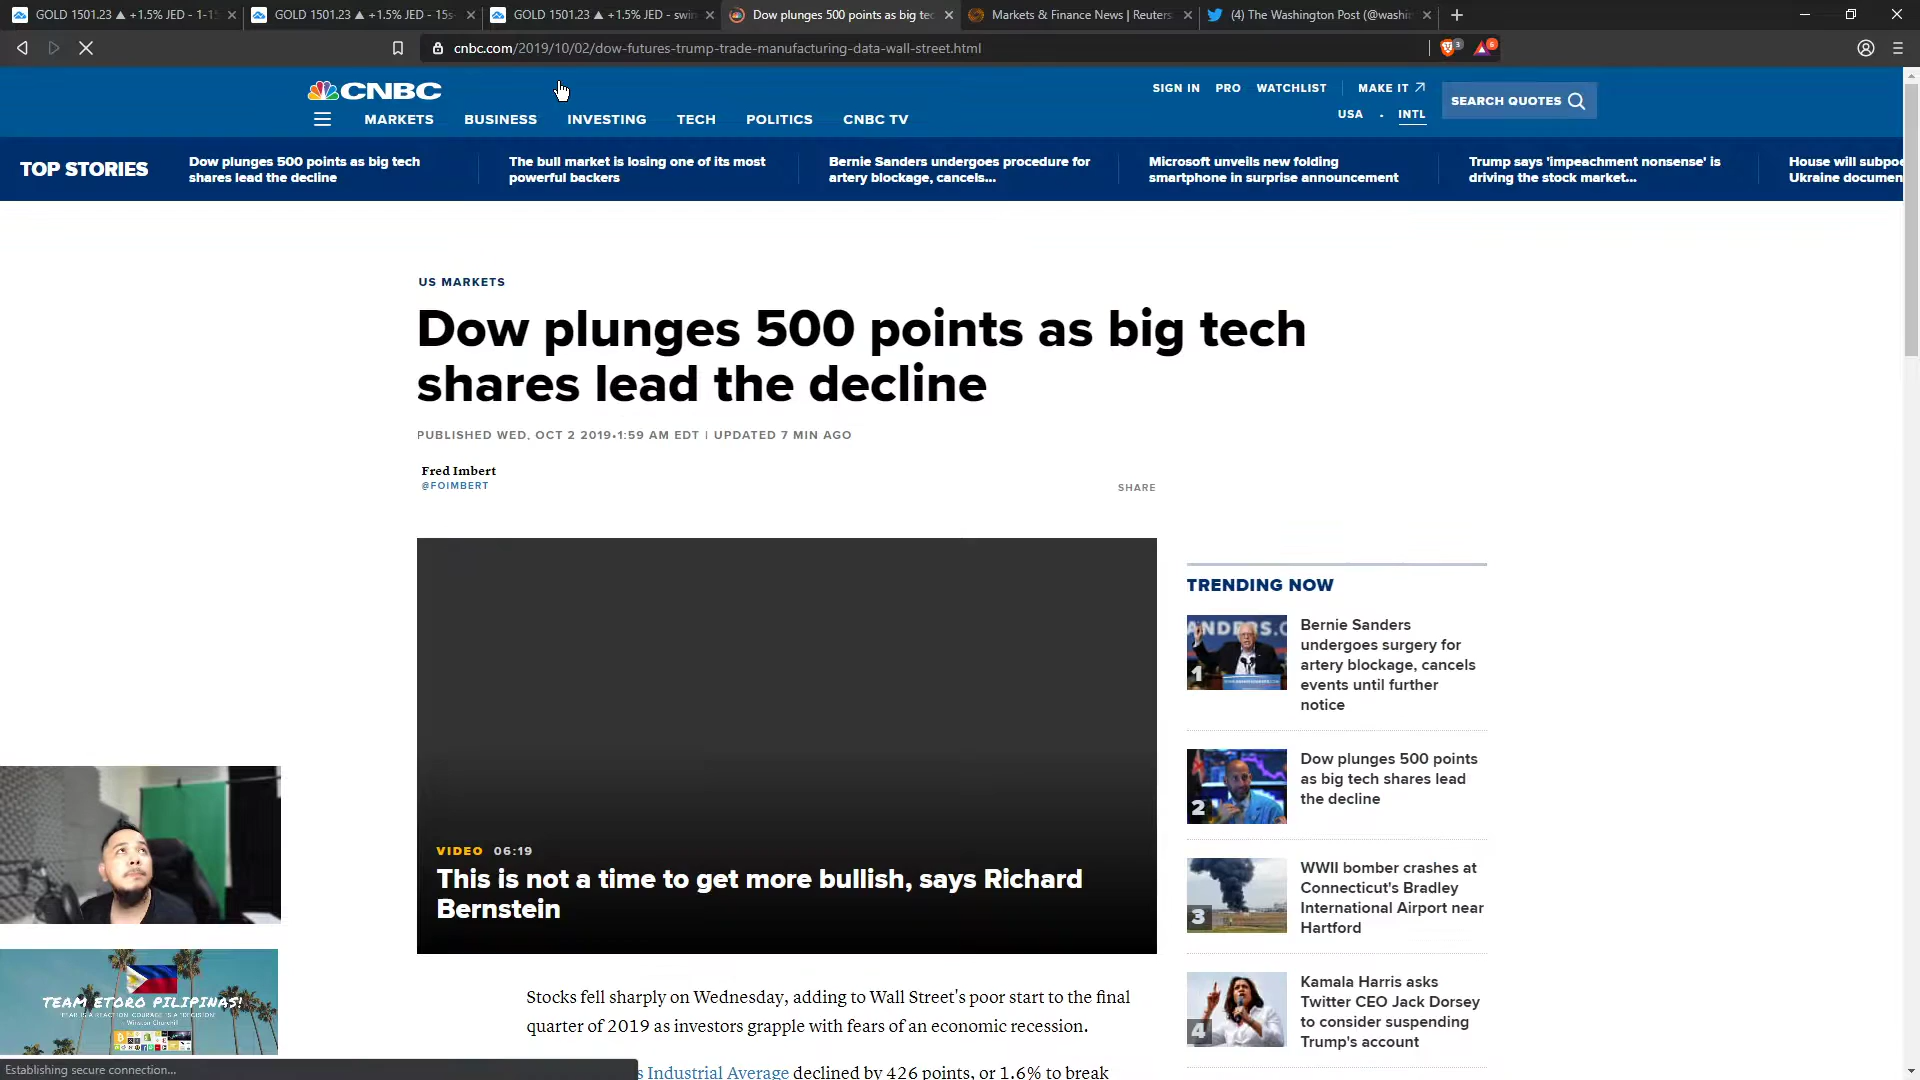 GOLD 1501.23 ▲ +1.5% JED - 1-15
GOLD 1501.23 ▲ +1.5% JED - 15s
GOLD 1501.23 ▲ +1.5% JED - swin
Dow plunges 500 points as big tec
Markets & Finance News | Reuters
(4) The Washington Post (@washi
cnbc.com/2019/10/02/dow-futures-trump-trade-manufacturing-data-wall-street.html
3
6
CNBC
SIGN IN PRO WATCHLIST MAKE IT
SEARCH QUOTES
USA . INTL
MARKETS BUSINESS INVESTING TECH POLITICS CNBC TV
TOP STORIES
Dow plunges 500 points as big tech
shares lead the decline
The bull market is losing one of its most
powerful backers
Bernie Sanders undergoes procedure for
artery blockage, cancels...
Microsoft unveils new folding
smartphone in surprise announcement
Trump says 'impeachment nonsense' is
driving the stock market...
House will subpoe
Ukraine documen
US MARKETS
Dow plunges 500 points as big tech
shares lead the decline
PUBLISHED WED, OCT 2 2019•1:59 AM EDT | UPDATED 7 MIN AGO
Fred Imbert
@FOIMBERT
SHARE
VIDEO 06:19
This is not a time to get more bullish, says Richard
Bernstein
Stocks fell sharply on Wednesday, adding to Wall Street's poor start to the final
quarter of 2019 as investors grapple with fears of an economic recession.
s Industrial Average declined by 426 points, or 1.6% to break
TRENDING NOW
1
Bernie Sanders
undergoes surgery for
artery blockage, cancels
events until further
notice
2
Dow plunges 500 points
as big tech shares lead
the decline
3
WWII bomber crashes at
Connecticut's Bradley
International Airport near
Hartford
4
Kamala Harris asks
Twitter CEO Jack Dorsey
to consider suspending
Trump's account
TEAM ETORO PILIPINAS!
FEAR IS A REACTION. COURAGE IS A DECISION.
- Winston Churchill
Establishing secure connection...